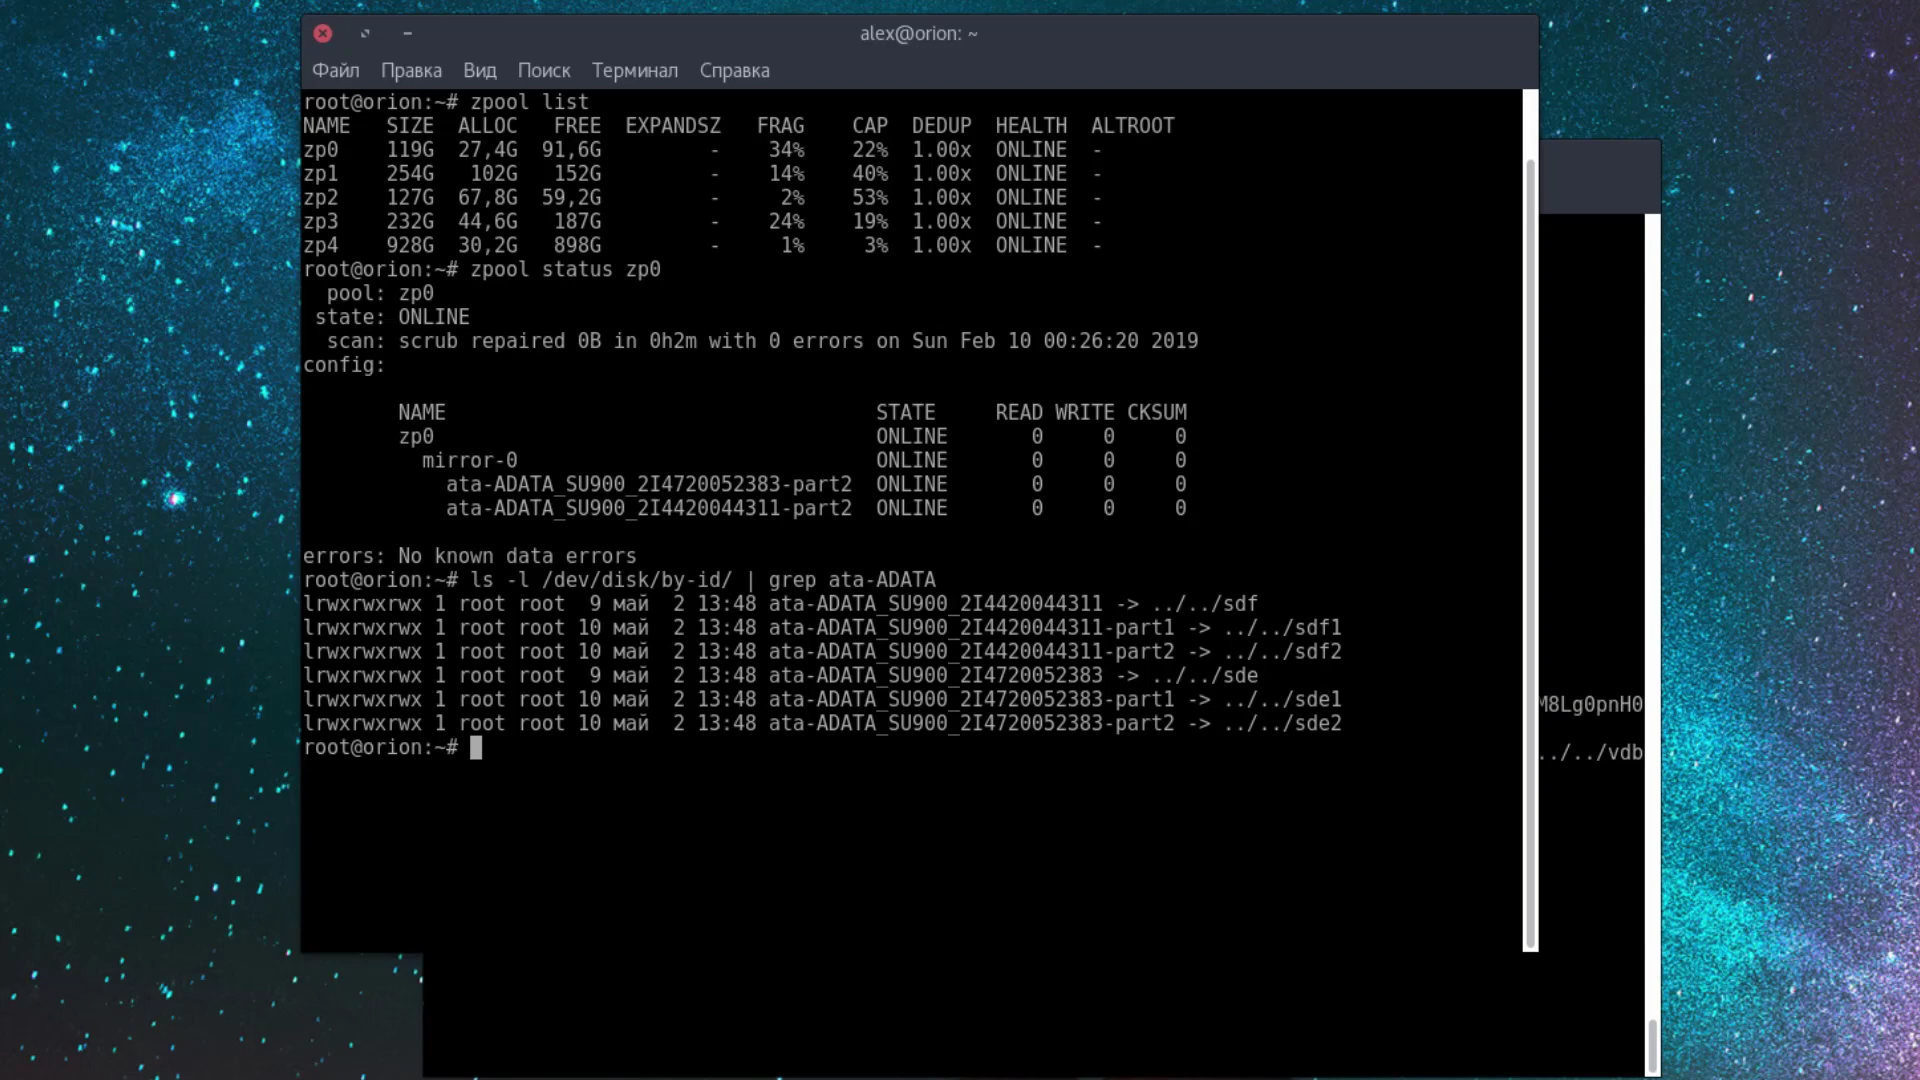 alex@orion: ~
Файл Правка Вид Поиск Терминал Справка
root@orion:~# zpool list
NAME SIZE ALLOC FREE EXPANDSZ FRAG CAP DEDUP HEALTH ALTROOT
zp0 119G 27,4G 91,6G - 34% 22% 1.00x ONLINE -
zp1 254G 102G 152G - 14% 40% 1.00x ONLINE -
zp2 127G 67,8G 59,2G - 2% 53% 1.00x ONLINE -
zp3 232G 44,6G 187G - 24% 19% 1.00x ONLINE -
zp4 928G 30,2G 898G - 1% 3% 1.00x ONLINE -
root@orion:~# zpool status zp0
pool: zp0
state: ONLINE
scan: scrub repaired 0B in 0h2m with 0 errors on Sun Feb 10 00:26:20 2019
config:
NAME STATE READ WRITE CKSUM
zp0 ONLINE 0 0 0
mirror-0 ONLINE 0 0 0
ata-ADATA_SU900_2I4720052383-part2 ONLINE 0 0 0
ata-ADATA_SU900_2I4420044311-part2 ONLINE 0 0 0
errors: No known data errors
root@orion:~# ls -l /dev/disk/by-id/ | grep ata-ADATA
lrwxrwxrwx 1 root root 9 май 2 13:48 ata-ADATA_SU900_2I4420044311 -> ../../sdf
lrwxrwxrwx 1 root root 10 май 2 13:48 ata-ADATA_SU900_2I4420044311-part1 -> ../../sdf1
lrwxrwxrwx 1 root root 10 май 2 13:48 ata-ADATA_SU900_2I4420044311-part2 -> ../../sdf2
lrwxrwxrwx 1 root root 9 май 2 13:48 ata-ADATA_SU900_2I4720052383 -> ../../sde
lrwxrwxrwx 1 root root 10 май 2 13:48 ata-ADATA_SU900_2I4720052383-part1 -> ../../sde1
lrwxrwxrwx 1 root root 10 май 2 13:48 ata-ADATA_SU900_2I4720052383-part2 -> ../../sde2
root@orion:~#
M8Lg0pnH0
../../vdb